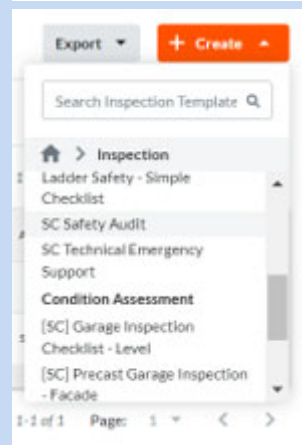 Export
+ Create
Search Inspection Template
> Inspection
Ladder Safety - Simple
Checklist
SC Safety Audit
SC Technical Emergency
Support
Condition Assessment
[SC] Garage Inspection
Checklist - Level
[SC] Precast Garage Inspection
- Facade
1-1 of 1 Page: 1 < >